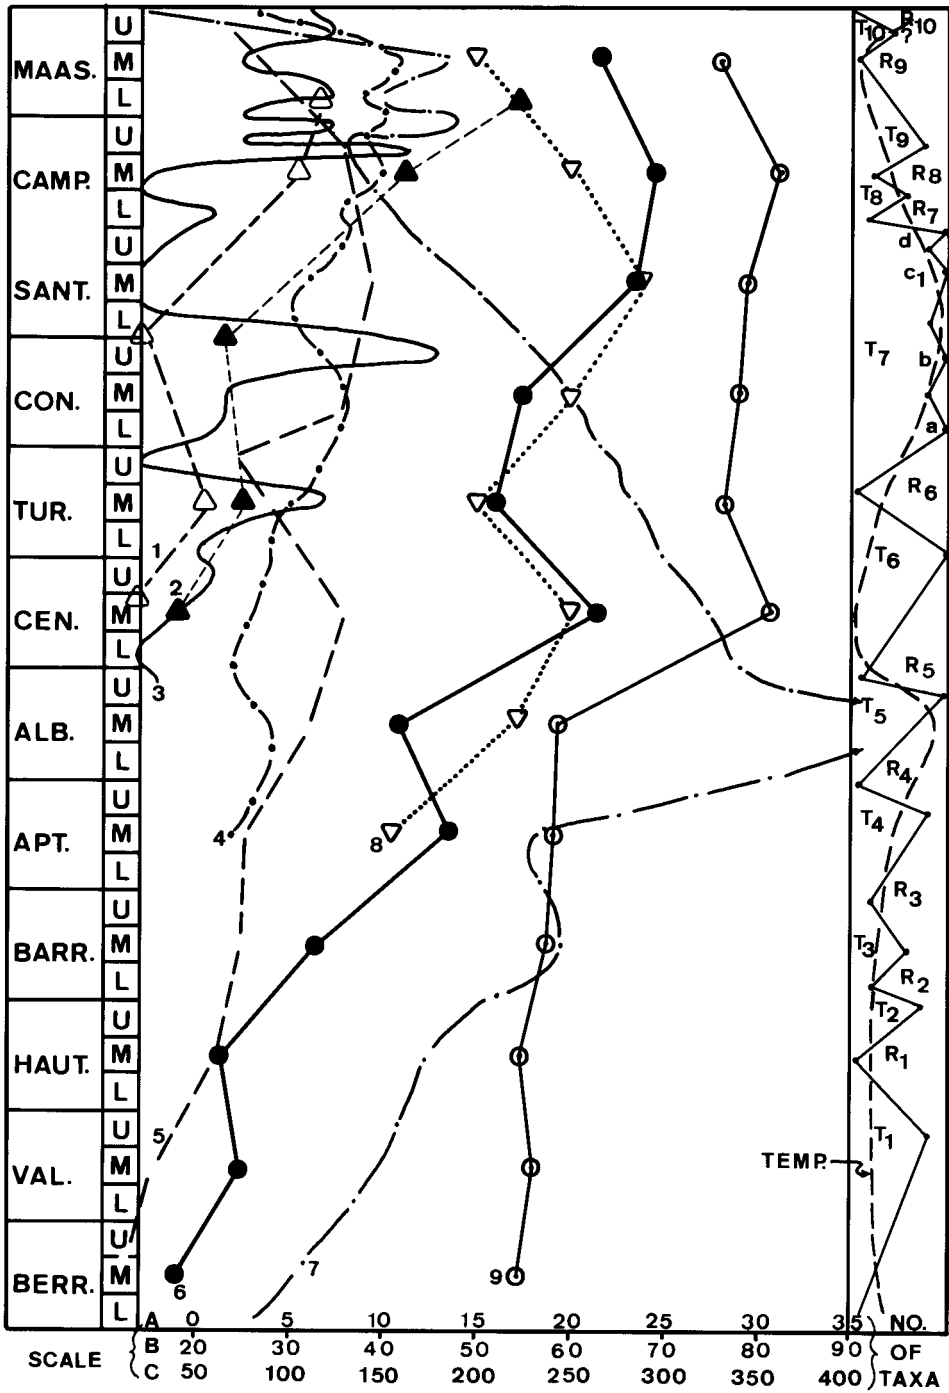 U
T10 ? R10
MAAS. M
R9
L
U
T9
CAMP. M
R8
T8
L
R7
U
d
SANT. M
c1
L
U
T7
b
CON. M
L
a
U
R6
TUR. M
L
1
T6
U
2
CEN. M
L
R5
3
U
T5
ALB. M
L
R4
U
T4
4
APT. M
8
L
R3
U
BARR. M
T3
L
R2
U
T2
HAUT. M
R1
L
U
5
T1
VAL. M
TEMP.
L
U
7
BERR. M
6
9
L
A 0 5 10 15 20 25 30 35 NO.
SCALE B 20 30 40 50 60 70 80 90 OF
C 50 100 150 200 250 300 350 400 TAXA